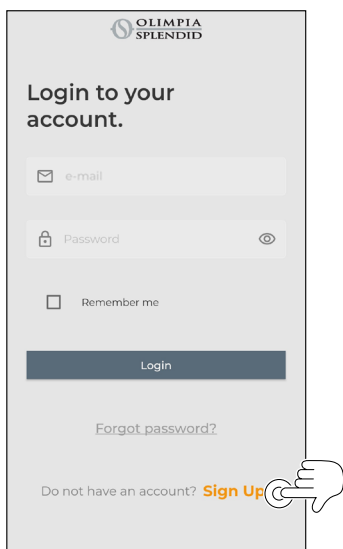 OLIMPIA
SPLENDID
Login to your
account.
e-mail
Password
Remember me
Login
Forgot password?
Do not have an account? Sign Up